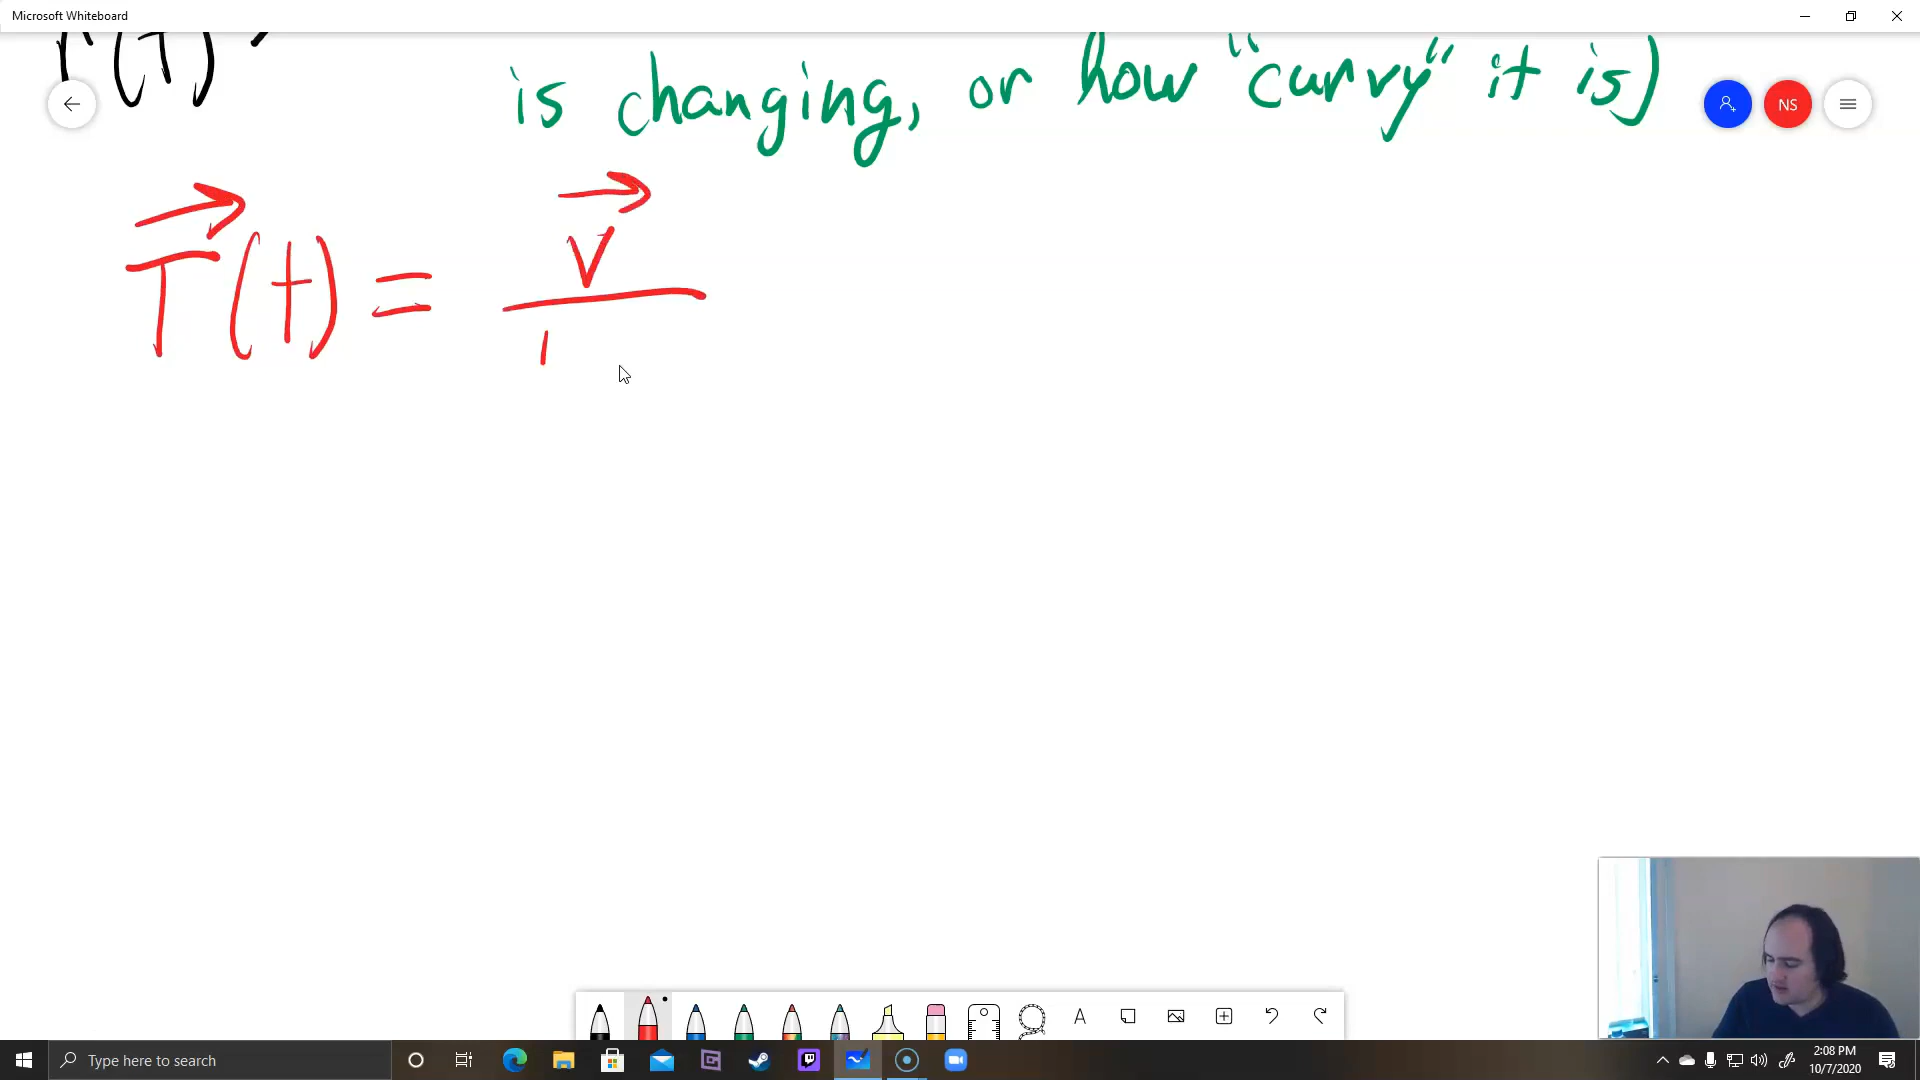 Microsoft Whiteboard
r(t)
is changing, or how "curvy" it is)
NS
T(t) = v
A
Type here to search
2:08 PM
10/7/2020